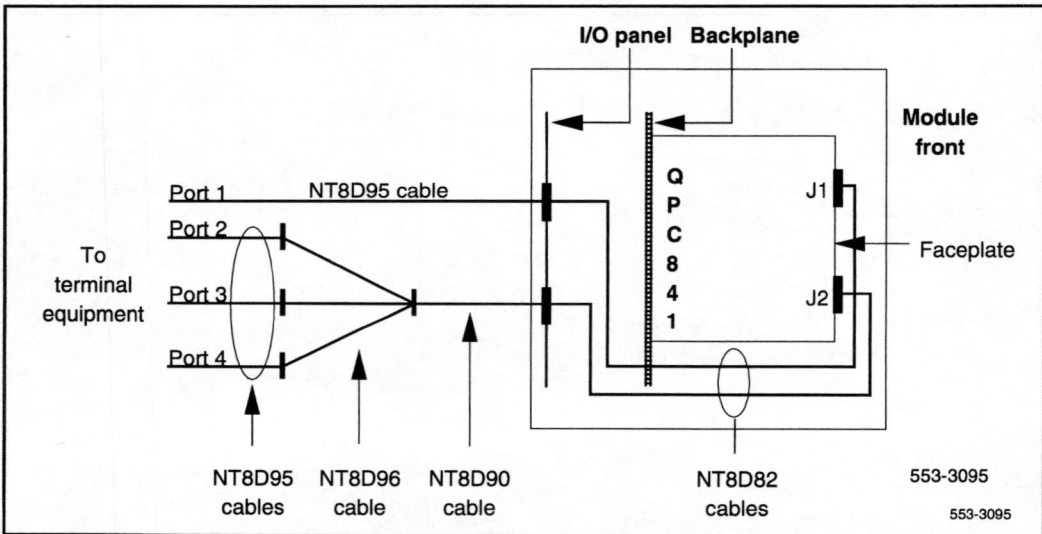 I/O panel Backplane
Module
front
Q
P
C
8
4
1
J1
J2
Faceplate
Port 1
NT8D95 cable
Port 2
Port 3
Port 4
To
terminal
equipment
NT8D95
cables
NT8D96
cable
NT8D90
cable
NT8D82
cables
553-3095
553-3095